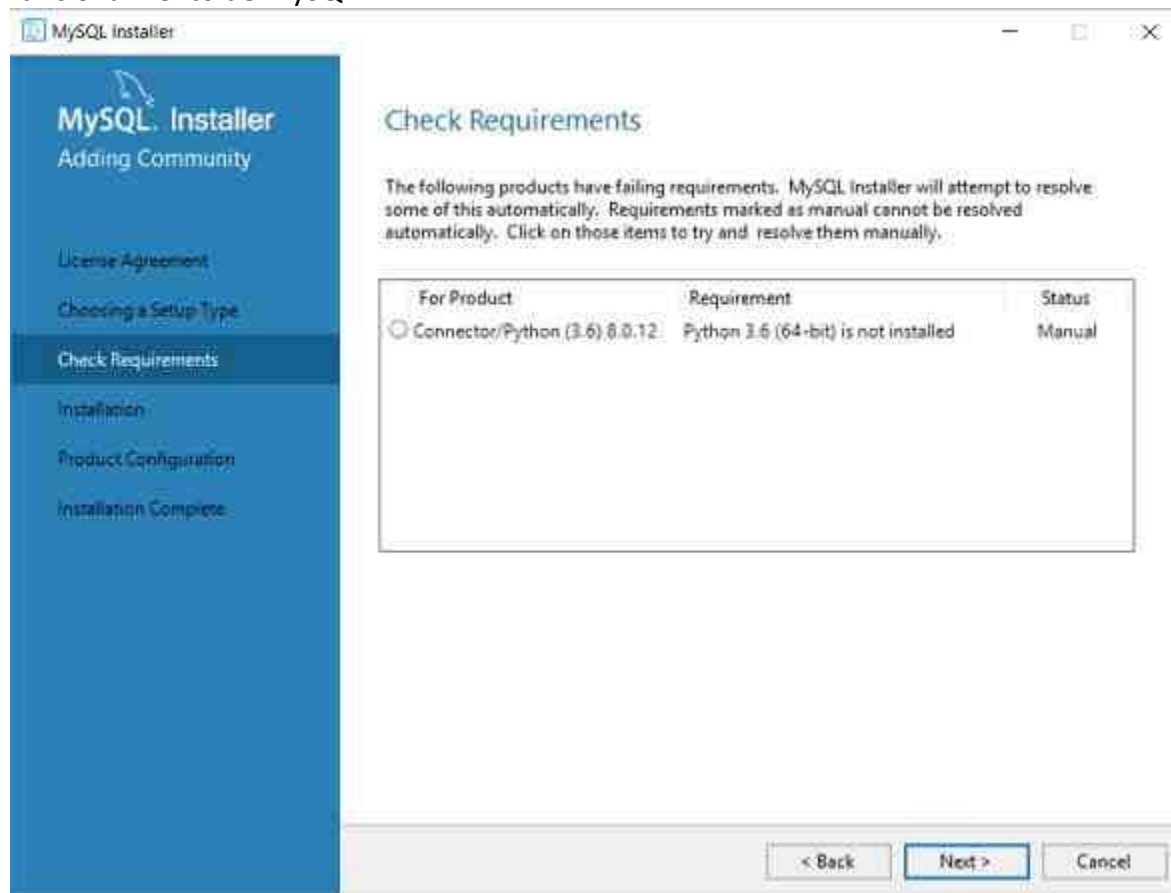 MySQL Installer
MySQL. Installer
Adding Community
License Agreement
Choosing a Setup Type
Check Requirements
Installation
Product Configuration
Installation Complete
Check Requirements
The following products have failing requirements. MySQL Installer will attempt to resolve
some of this automatically. Requirements marked as manual cannot be resolved
automatically. Click on those items to try and resolve them manually.
For Product Requirement Status
Connector/Python (3.6) 8.0.12 Python 3.6 (64-bit) is not installed Manual
< Back Next > Cancel